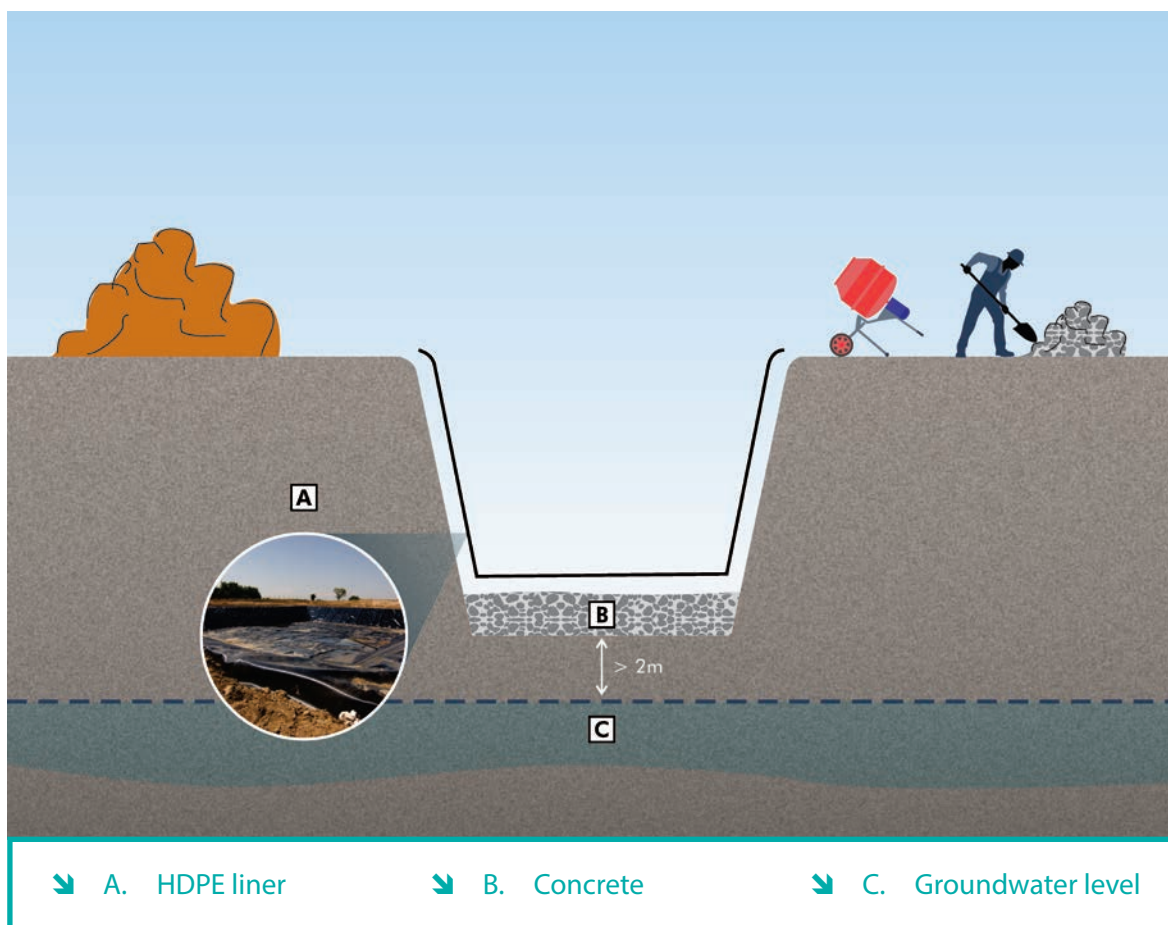 A
B
> 2m
C
A. HDPE liner
B. Concrete
C. Groundwater level